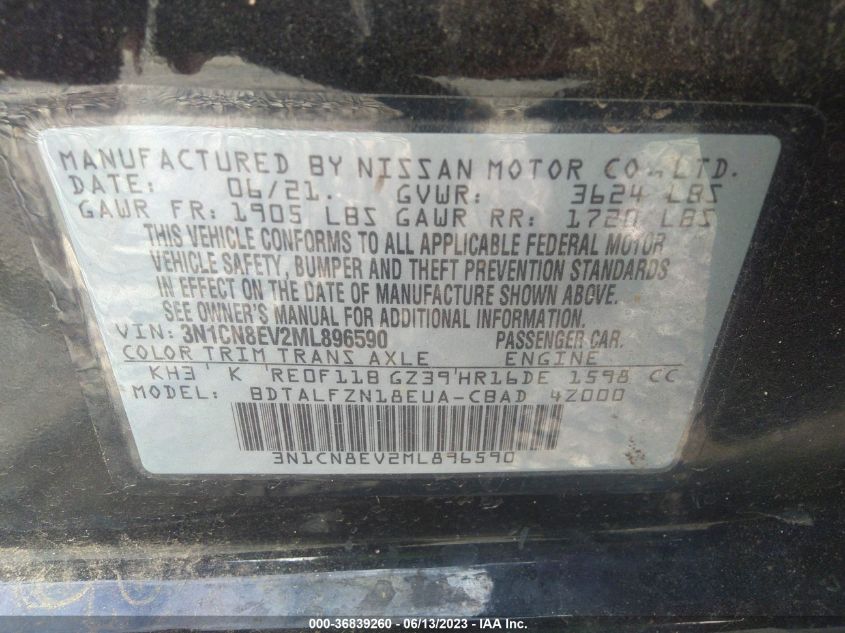 MANUFACTURED BY NISSAN MOTOR CO., LTD.
DATE: 06/21. GVWR: 3624 LBS
GAWR FR: 1905 LBS GAWR RR: 1720 LBS
THIS VEHICLE CONFORMS TO ALL APPLICABLE FEDERAL MOTOR
VEHICLE SAFETY, BUMPER AND THEFT PREVENTION STANDARDS
IN EFFECT ON THE DATE OF MANUFACTURE SHOWN ABOVE.
SEE OWNER'S MANUAL FOR ADDITIONAL INFORMATION.
VIN: 3N1CN8EV2ML896590 PASSENGER CAR.
COLOR TRIM TRANS AXLE ENGINE
KH3 K RE0F11B GZ39 HR16DE 1598 CC
MODEL: BDTALFZN18EUA-CBAD 4Z000
3N1CN8EV2ML896590
000-36839260 - 06/13/2023 - IAA Inc.